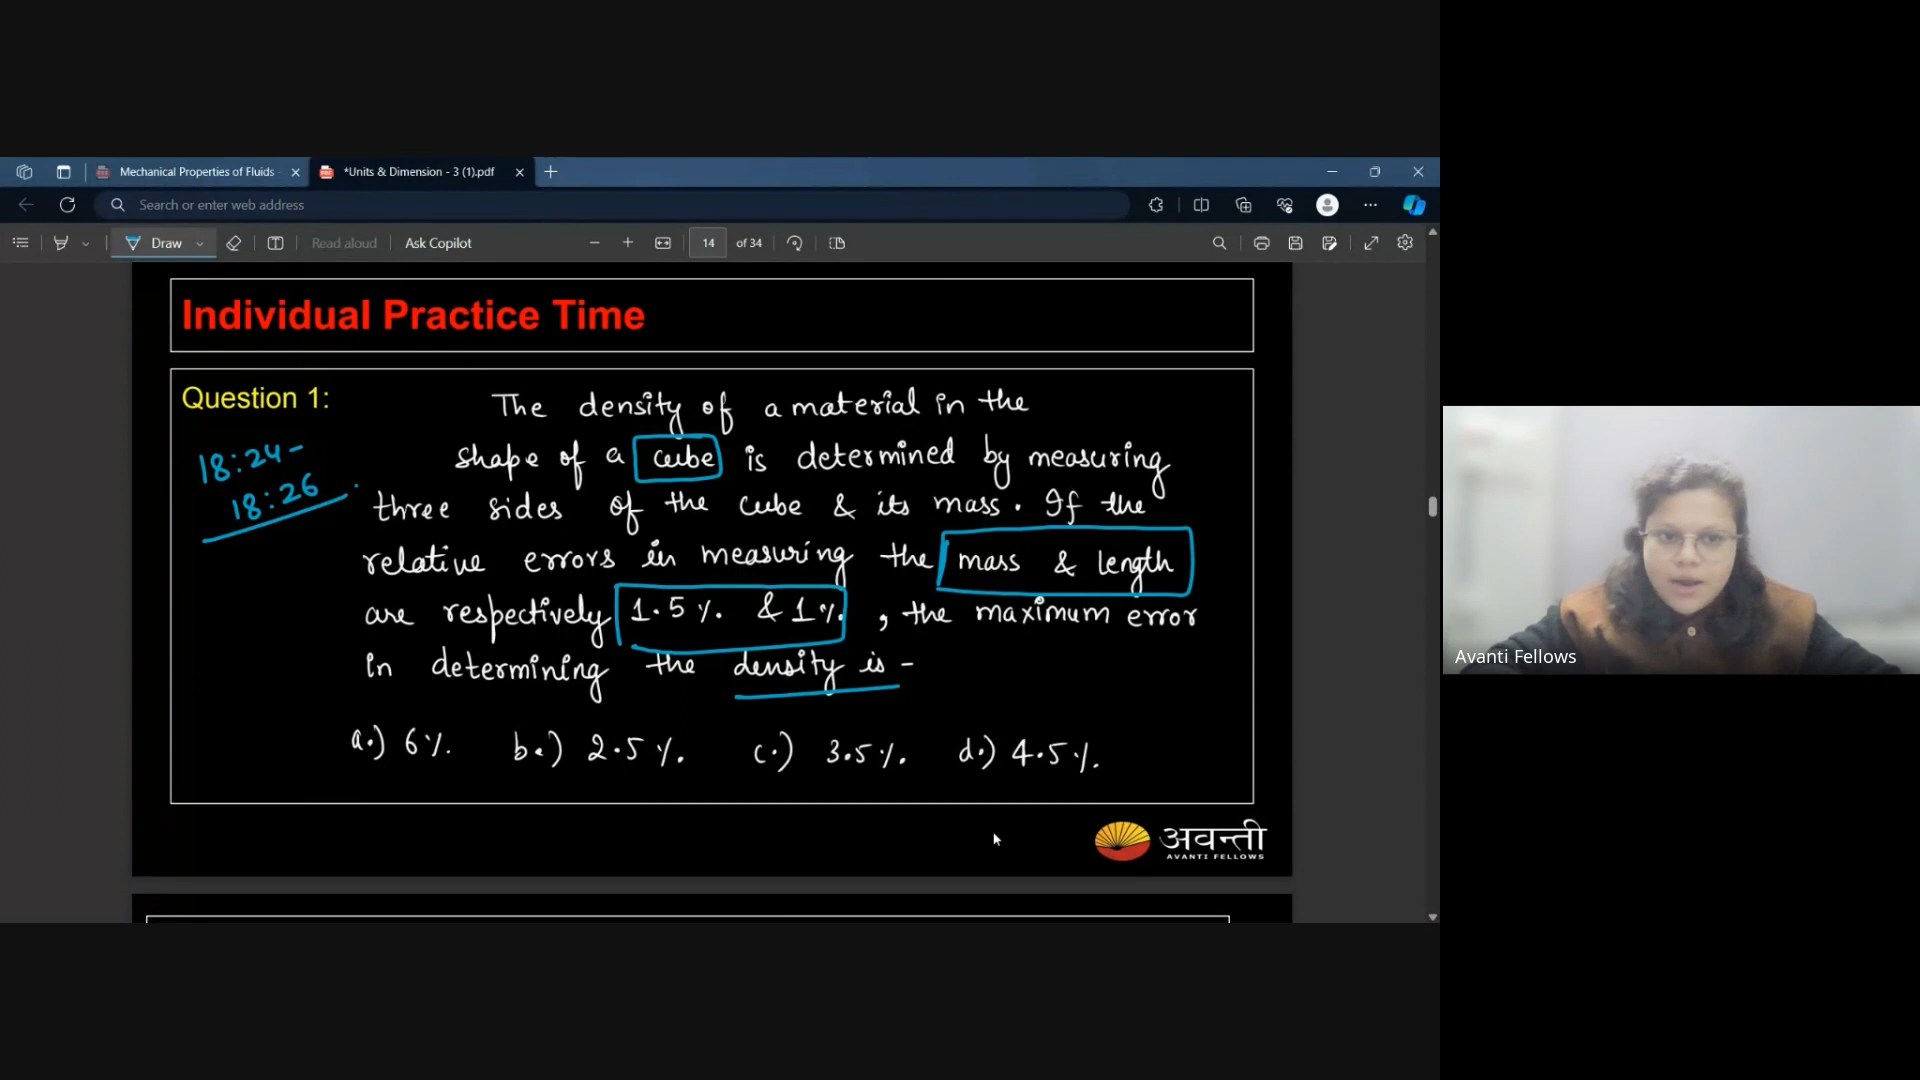 Mechanical Properties of Fluids
*Units & Dimension - 3 (1).pdf
Search or enter web address
Draw
Read aloud
Ask Copilot
14
of 34
Individual Practice Time
Question 1:
18:24-
18:26
The density of a material in the
shape of a cube is determined by measuring
three sides of the cube & its mass. If the
relative errors in measuring the mass & length
are respectively 1.5%. & 1%. , the maximum error
in determining the density is -
a.) 6%. b.) 2.5%. c.) 3.5%. d.) 4.5%.
अवन्ती
AVANTI FELLOWS
Avanti Fellows